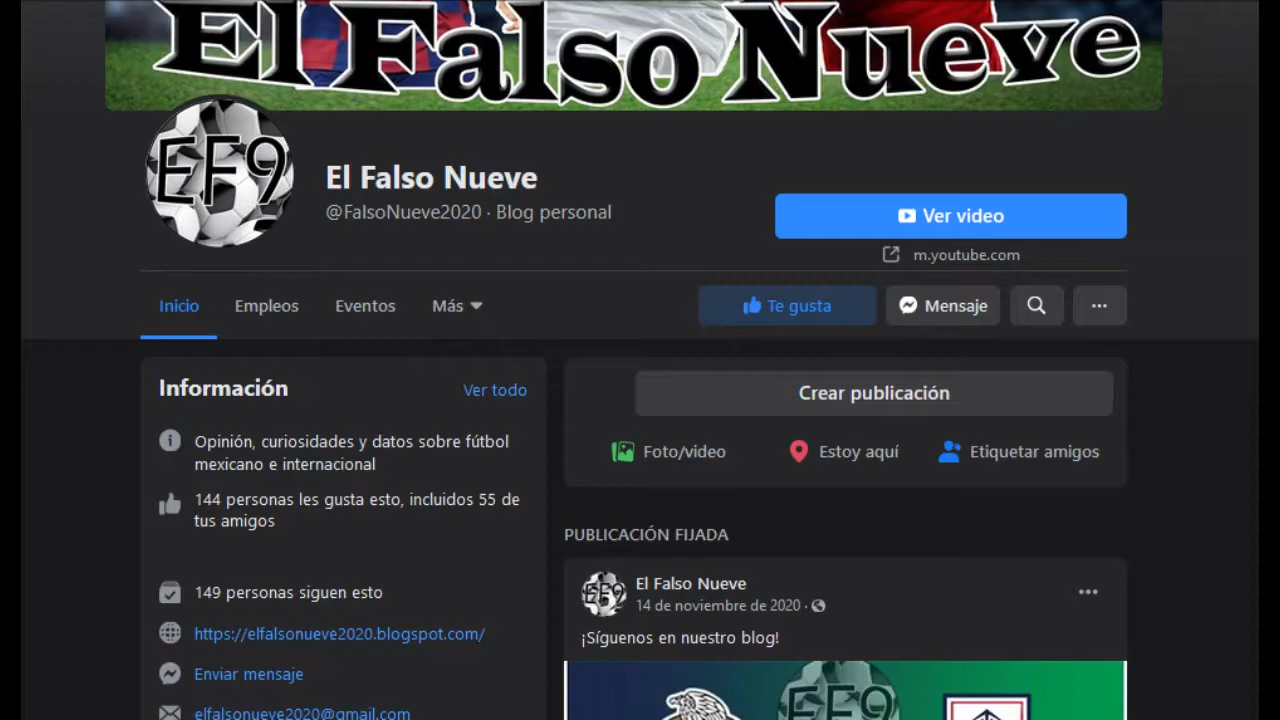 El Falso Nueve
EF9
El Falso Nueve
@FalsoNueve2020 · Blog personal
Ver video
m.youtube.com
Inicio
Empleos
Eventos
Más
Te gusta
Mensaje
Información
Ver todo
Opinión, curiosidades y datos sobre fútbol
mexicano e internacional
144 personas les gusta esto, incluidos 55 de
tus amigos
149 personas siguen esto
https://elfalsonueve2020.blogspot.com/
Enviar mensaje
elfalsonueve2020@gmail.com
Crear publicación
Foto/video
Estoy aquí
Etiquetar amigos
PUBLICACIÓN FIJADA
EF9
El Falso Nueve
14 de noviembre de 2020 ·
¡Síguenos en nuestro blog!
EF9